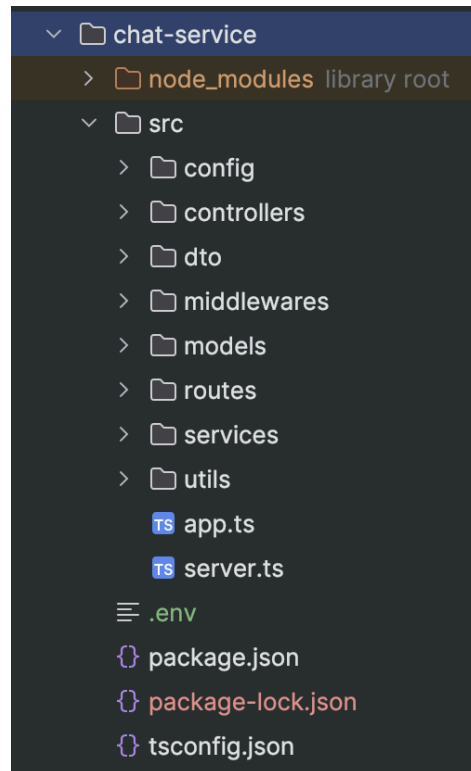 chat-service
node_modules library root
src
config
controllers
dto
middlewares
models
routes
services
utils
TS app.ts
TS server.ts
.env
{} package.json
{} package-lock.json
{} tsconfig.json